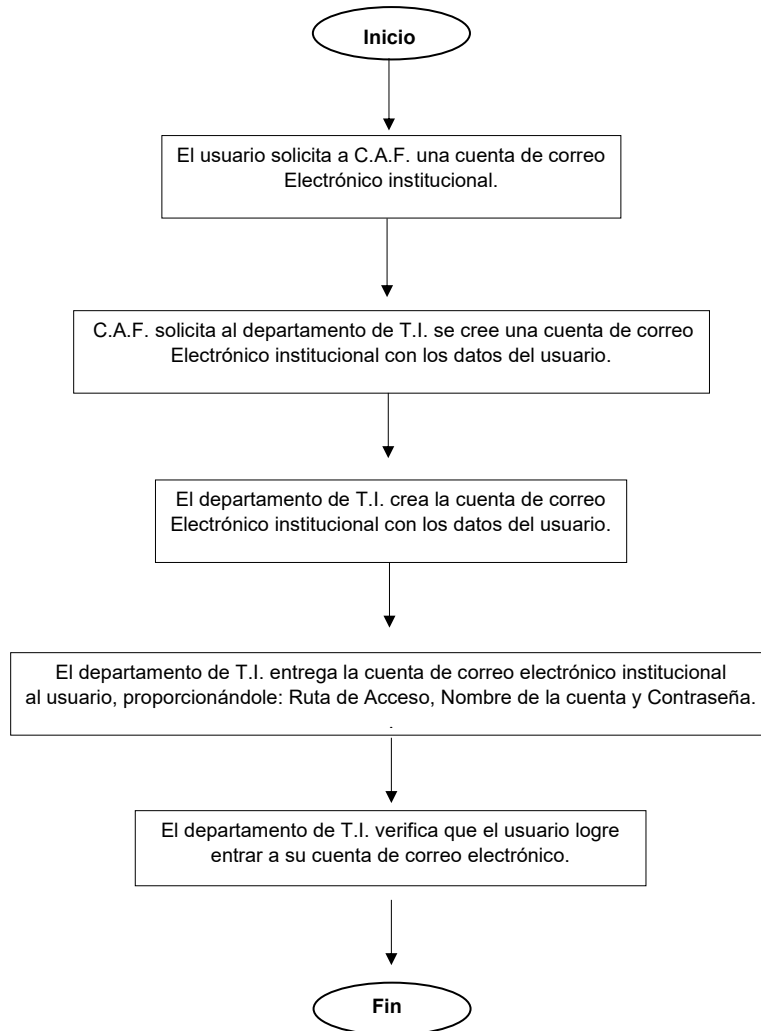 Inicio
El usuario solicita a C.A.F. una cuenta de correo
Electrónico institucional.
C.A.F. solicita al departamento de T.I. se cree una cuenta de correo
Electrónico institucional con los datos del usuario.
El departamento de T.I. crea la cuenta de correo
Electrónico institucional con los datos del usuario.
El departamento de T.I. entrega la cuenta de correo electrónico institucional
al usuario, proporcionándole: Ruta de Acceso, Nombre de la cuenta y Contraseña.
.
El departamento de T.I. verifica que el usuario logre
entrar a su cuenta de correo electrónico.
Fin